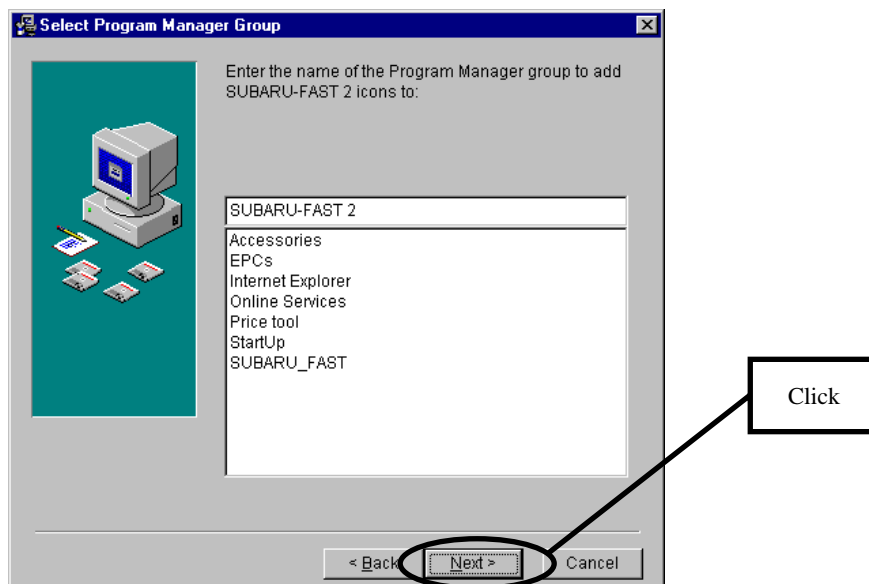 Select Program Manager Group
Enter the name of the Program Manager group to add
SUBARU-FAST 2 icons to:
SUBARU-FAST 2
Accessories
EPCs
Internet Explorer
Online Services
Price tool
StartUp
SUBARU_FAST
Click
< Back
Next >
Cancel